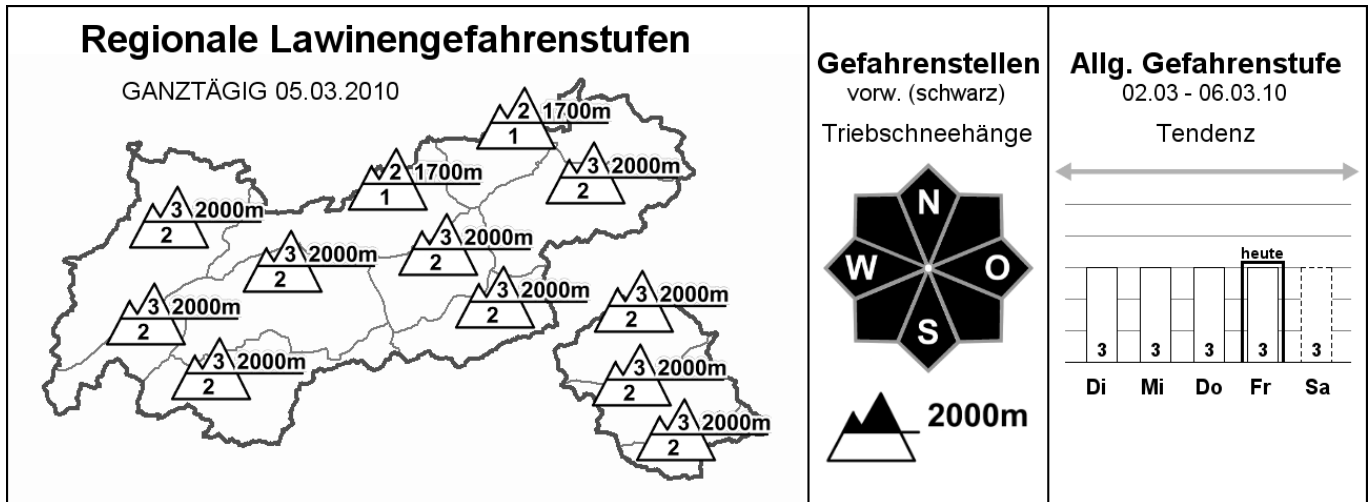 Regionale Lawinengefahrenstufen
GANZTÄGIG 05.03.2010
2 1700m
1
3 2000m
2
2 1700m
1
3 2000m
2
3 2000m
2
3 2000m
2
3 2000m
2
3 2000m
2
3 2000m
2
3 2000m
2
3 2000m
2
3 2000m
2
Gefahrenstellen
vorw. (schwarz)
Triebschneehänge
N
W O
S
2000m
Allg. Gefahrenstufe
02.03 - 06.03.10
Tendenz
heute
3 3 3 3 3
Di Mi Do Fr Sa